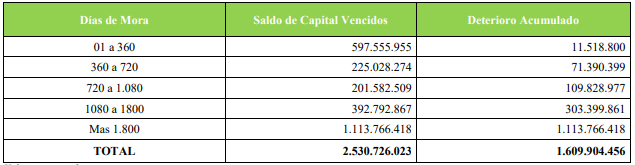 Días de Mora Saldo de Capital Vencidos Deterioro Acumulado
01 a 360 597.555.955 11.518.800
360 a 720 225.028.274 71.390.399
720 a 1.080 201.582.509 109.828.977
1080 a 1800 392.792.867 303.399.861
Mas 1.800 1.113.766.418 1.113.766.418
TOTAL 2.530.726.023 1.609.904.456